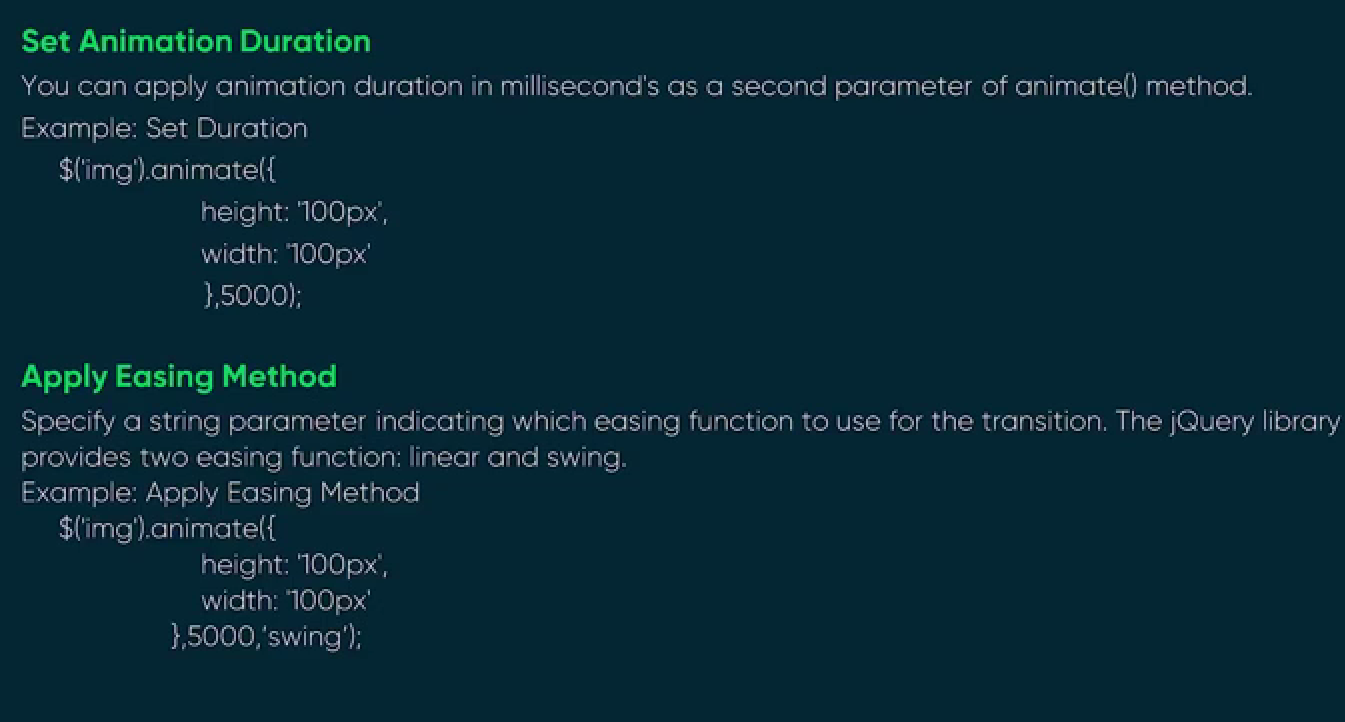 Set Animation Duration
You can apply animation duration in millisecond's as a second parameter of animate() method.
Example: Set Duration
$('img').animate({
height: '100px',
width: '100px'
},5000);
Apply Easing Method
Specify a string parameter indicating which easing function to use for the transition. The jQuery library
provides two easing function: linear and swing.
Example: Apply Easing Method
$('img').animate({
height: '100px',
width: '100px'
},5000,'swing');